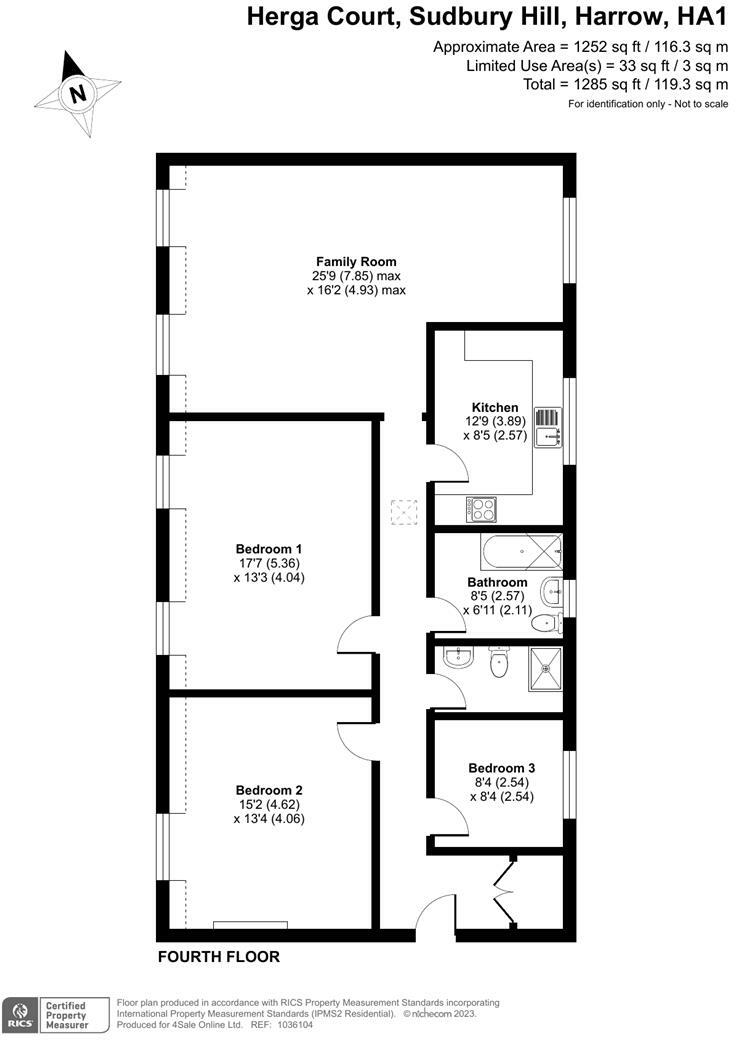 Herga Court, Sudbury Hill, Harrow, HA1
Approximate Area = 1252 sq ft / 116.3 sq m
Limited Use Area(s) = 33 sq ft / 3 sq m
Total = 1285 sq ft / 119.3 sq m
For identification only - Not to scale
N
Family Room
25'9 (7.85) max
x 16'2 (4.93) max
Kitchen
12'9 (3.89)
x 8'5 (2.57)
Bedroom 1
17'7 (5.36)
x 13'3 (4.04)
Bathroom
8'5 (2.57)
x 6'11 (2.11)
Bedroom 3
8'4 (2.54)
x 8'4 (2.54)
Bedroom 2
15'2 (4.62)
x 13'4 (4.06)
FOURTH FLOOR
RICS
Certified
Property
Measurer
Floor plan produced in accordance with RICS Property Measurement Standards incorporating
International Property Measurement Standards (IPMS2 Residential). © nichecom 2023.
Produced for 4Sale Online Ltd. REF: 1036104